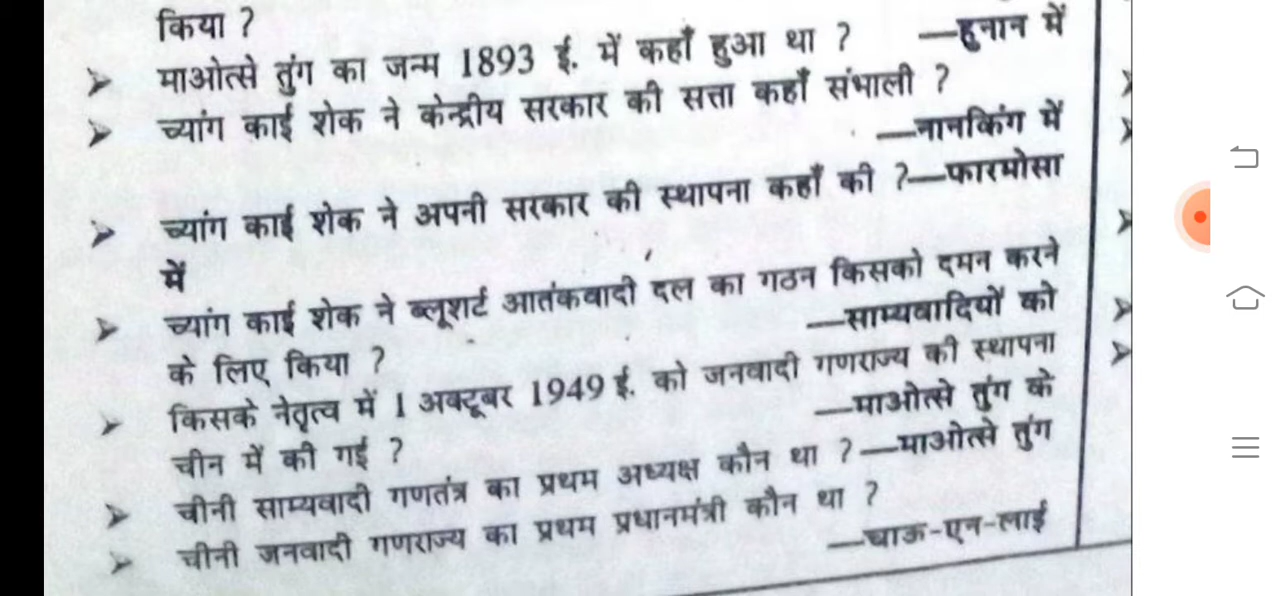 किया ?
माओत्से तुंग का जन्म 1893 ई. में कहाँ हुआ था ? —हुनान में
च्यांग काई शेक ने केन्द्रीय सरकार की सत्ता कहाँ संभाली ?
—नानकिंग में
च्यांग काई शेक ने अपनी सरकार की स्थापना कहाँ की ?—फारमोसा
में
च्यांग काई शेक ने ब्लूशर्ट आतंकवादी दल का गठन किसको दमन करने
के लिए किया ? —साम्यवादियों को
किसके नेतृत्व में 1 अक्टूबर 1949 ई. को जनवादी गणराज्य की स्थापना
चीन में की गई ? —माओत्से तुंग के
चीनी साम्यवादी गणतंत्र का प्रथम अध्यक्ष कौन था ?—माओत्से तुंग
चीनी जनवादी गणराज्य का प्रथम प्रधानमंत्री कौन था ?
—चाऊ-एन-लाई